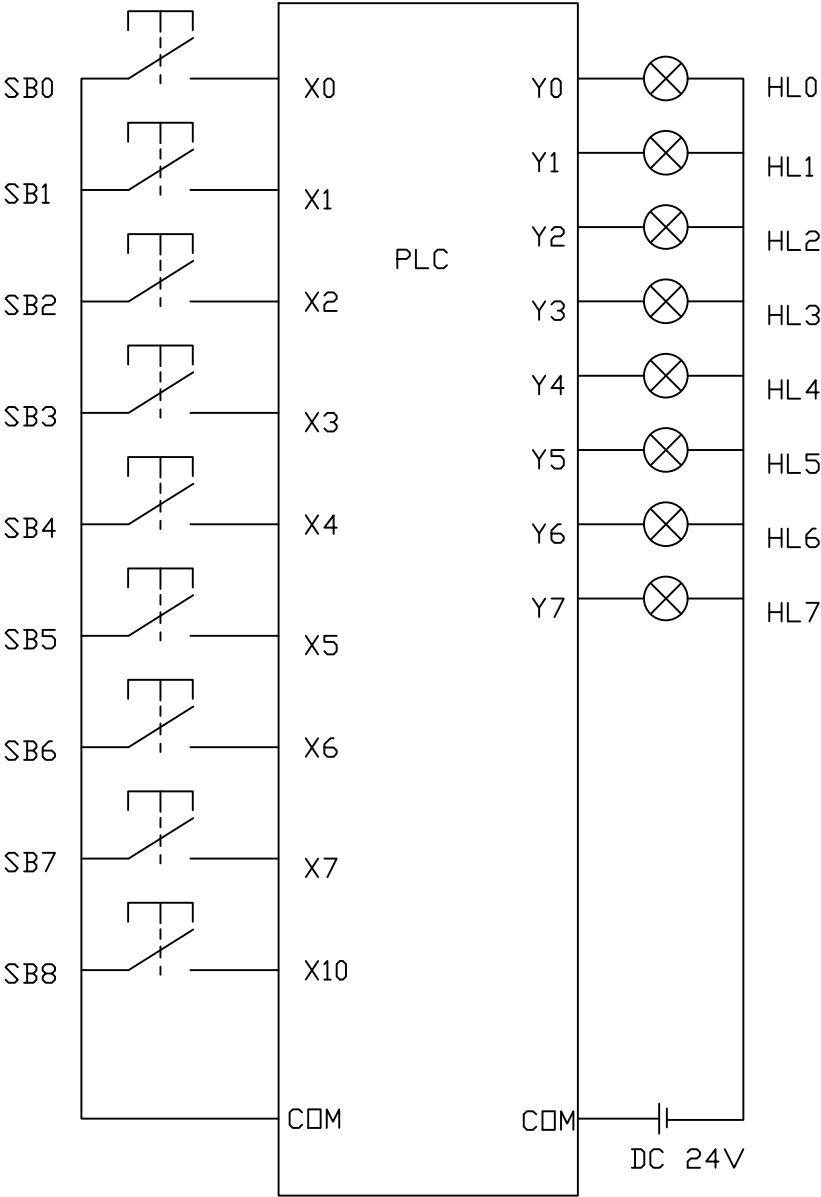 SB0 X0 Y0 HL0
SB1 X1 Y1 HL1
PLC
SB2 X2 Y2 HL2
SB3 X3 Y3 HL3
SB4 X4 Y4 HL4
SB5 X5 Y5 HL5
SB6 X6 Y6 HL6
SB7 X7 Y7 HL7
SB8 X10
COM COM
DC 24V